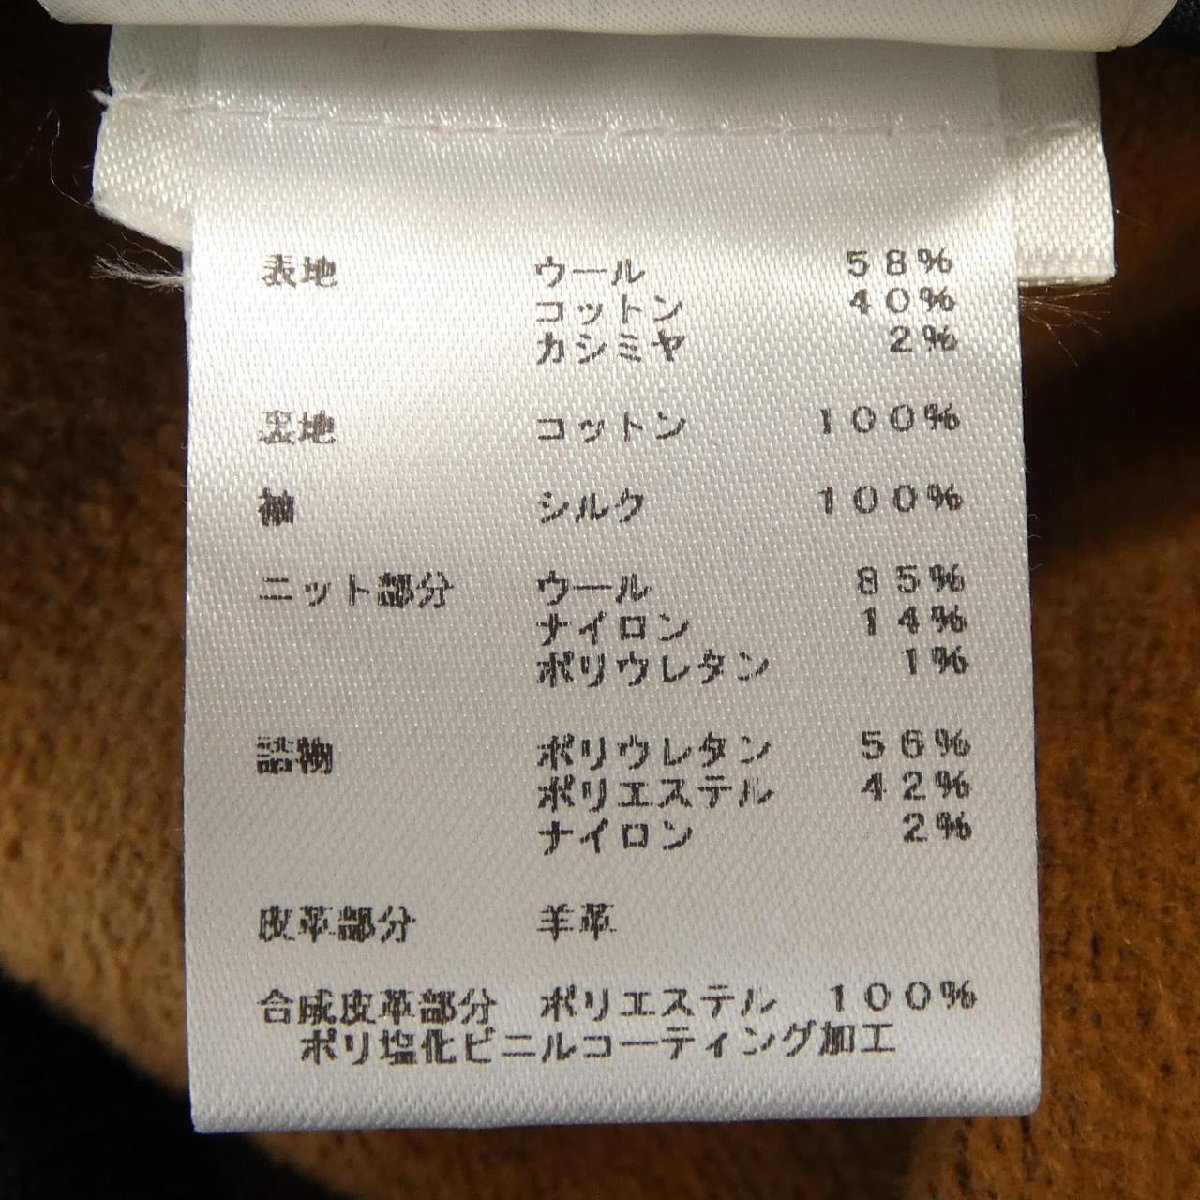 表地 ウール 58%
コットン 40%
カシミヤ 2%
裏地 コットン 100%
袖 シルク 100%
ニット部分 ウール 85%
ナイロン 14%
ポリウレタン 1%
詰物 ポリウレタン 56%
ポリエステル 42%
ナイロン 2%
皮革部分 羊革
合成皮革部分 ポリエステル 100%
ポリ塩化ビニルコーティング加工